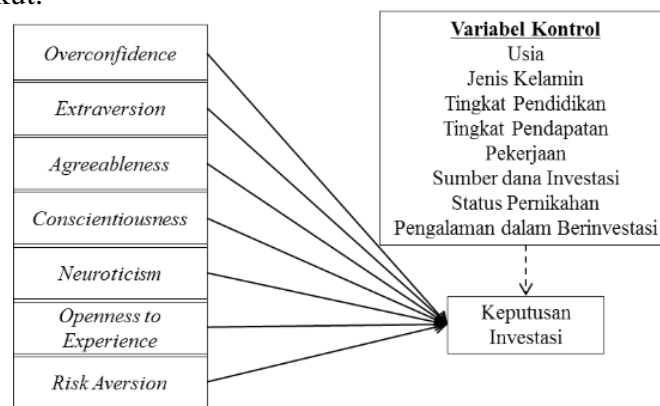 Overconfidence
Extraversion
Agreeableness
Conscientiousness
Neuroticism
Openness to
Experience
Risk Aversion
Variabel Kontrol
Usia
Jenis Kelamin
Tingkat Pendidikan
Tingkat Pendapatan
Pekerjaan
Sumber dana Investasi
Status Pernikahan
Pengalaman dalam Berinvestasi
Keputusan
Investasi